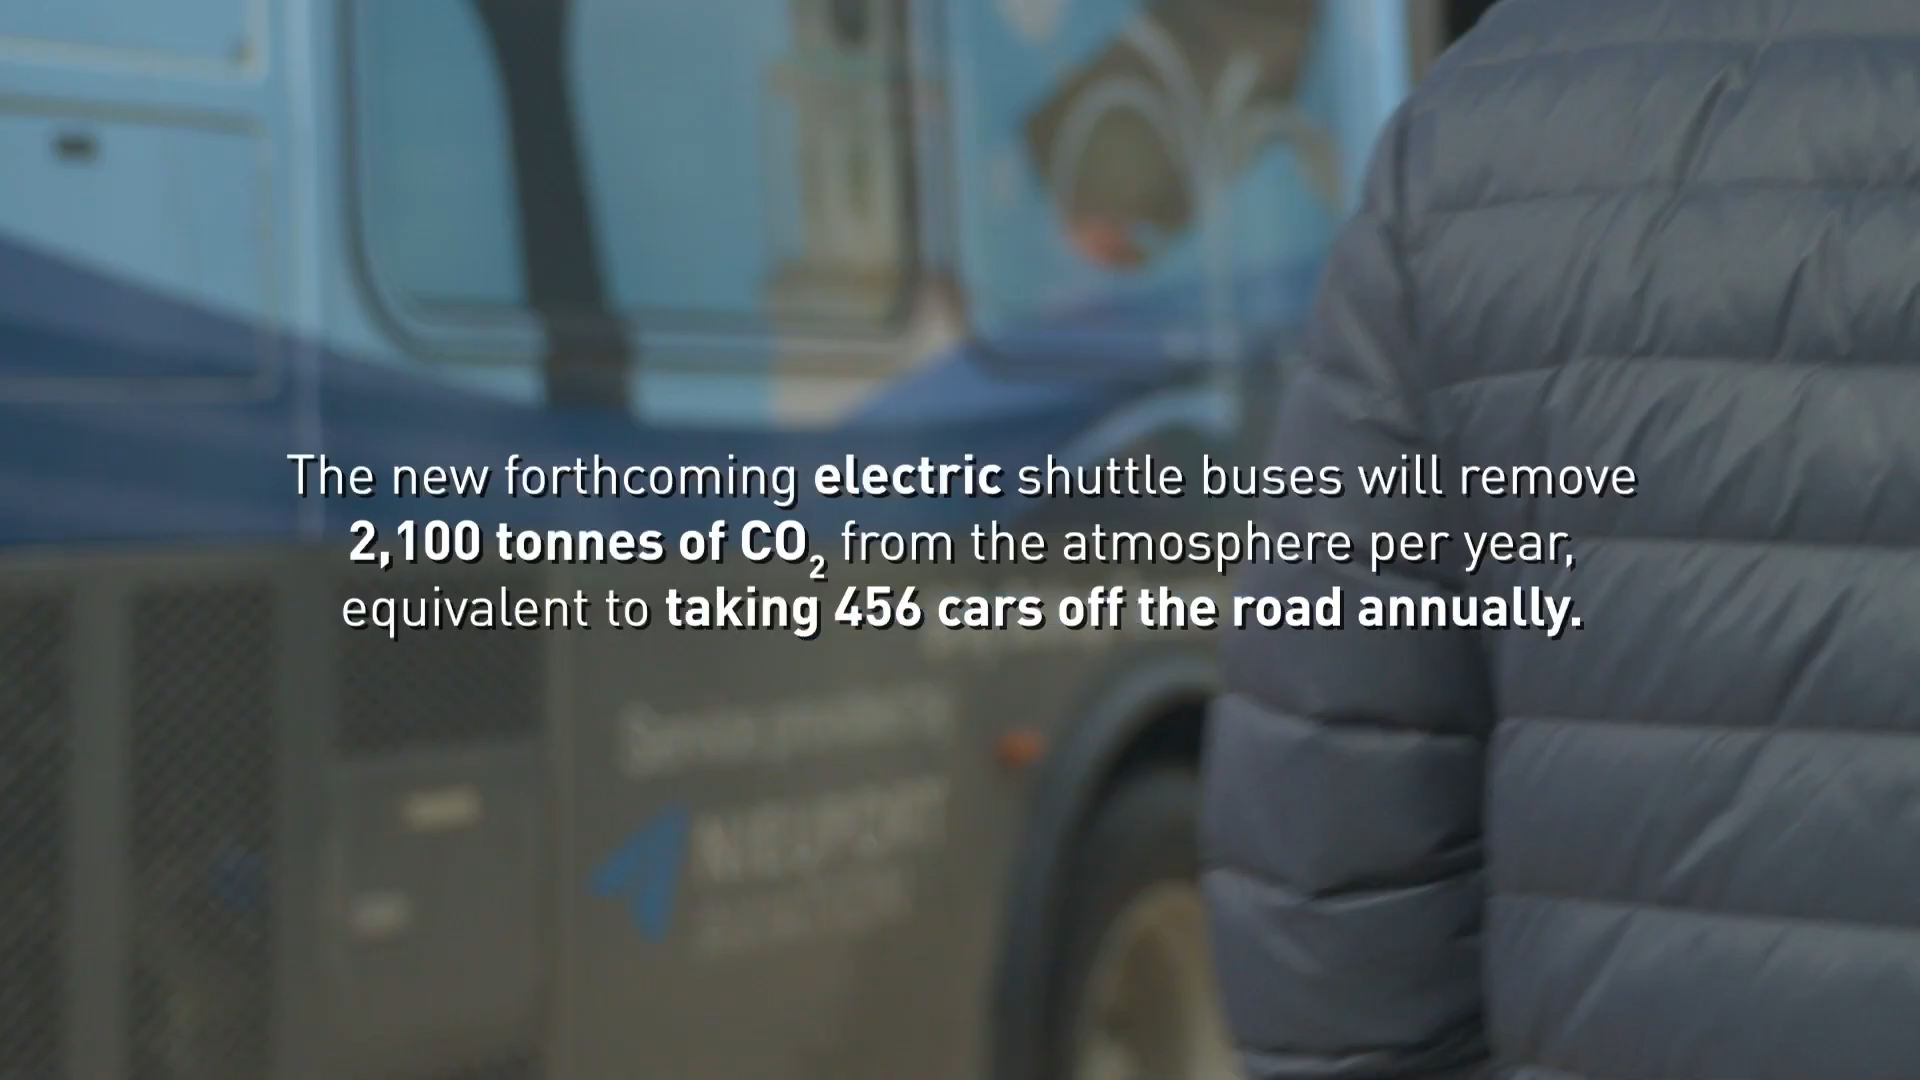 The new forthcoming electric shuttle buses will remove
2,100 tonnes of CO₂ from the atmosphere per year,
equivalent to taking 456 cars off the road annually.